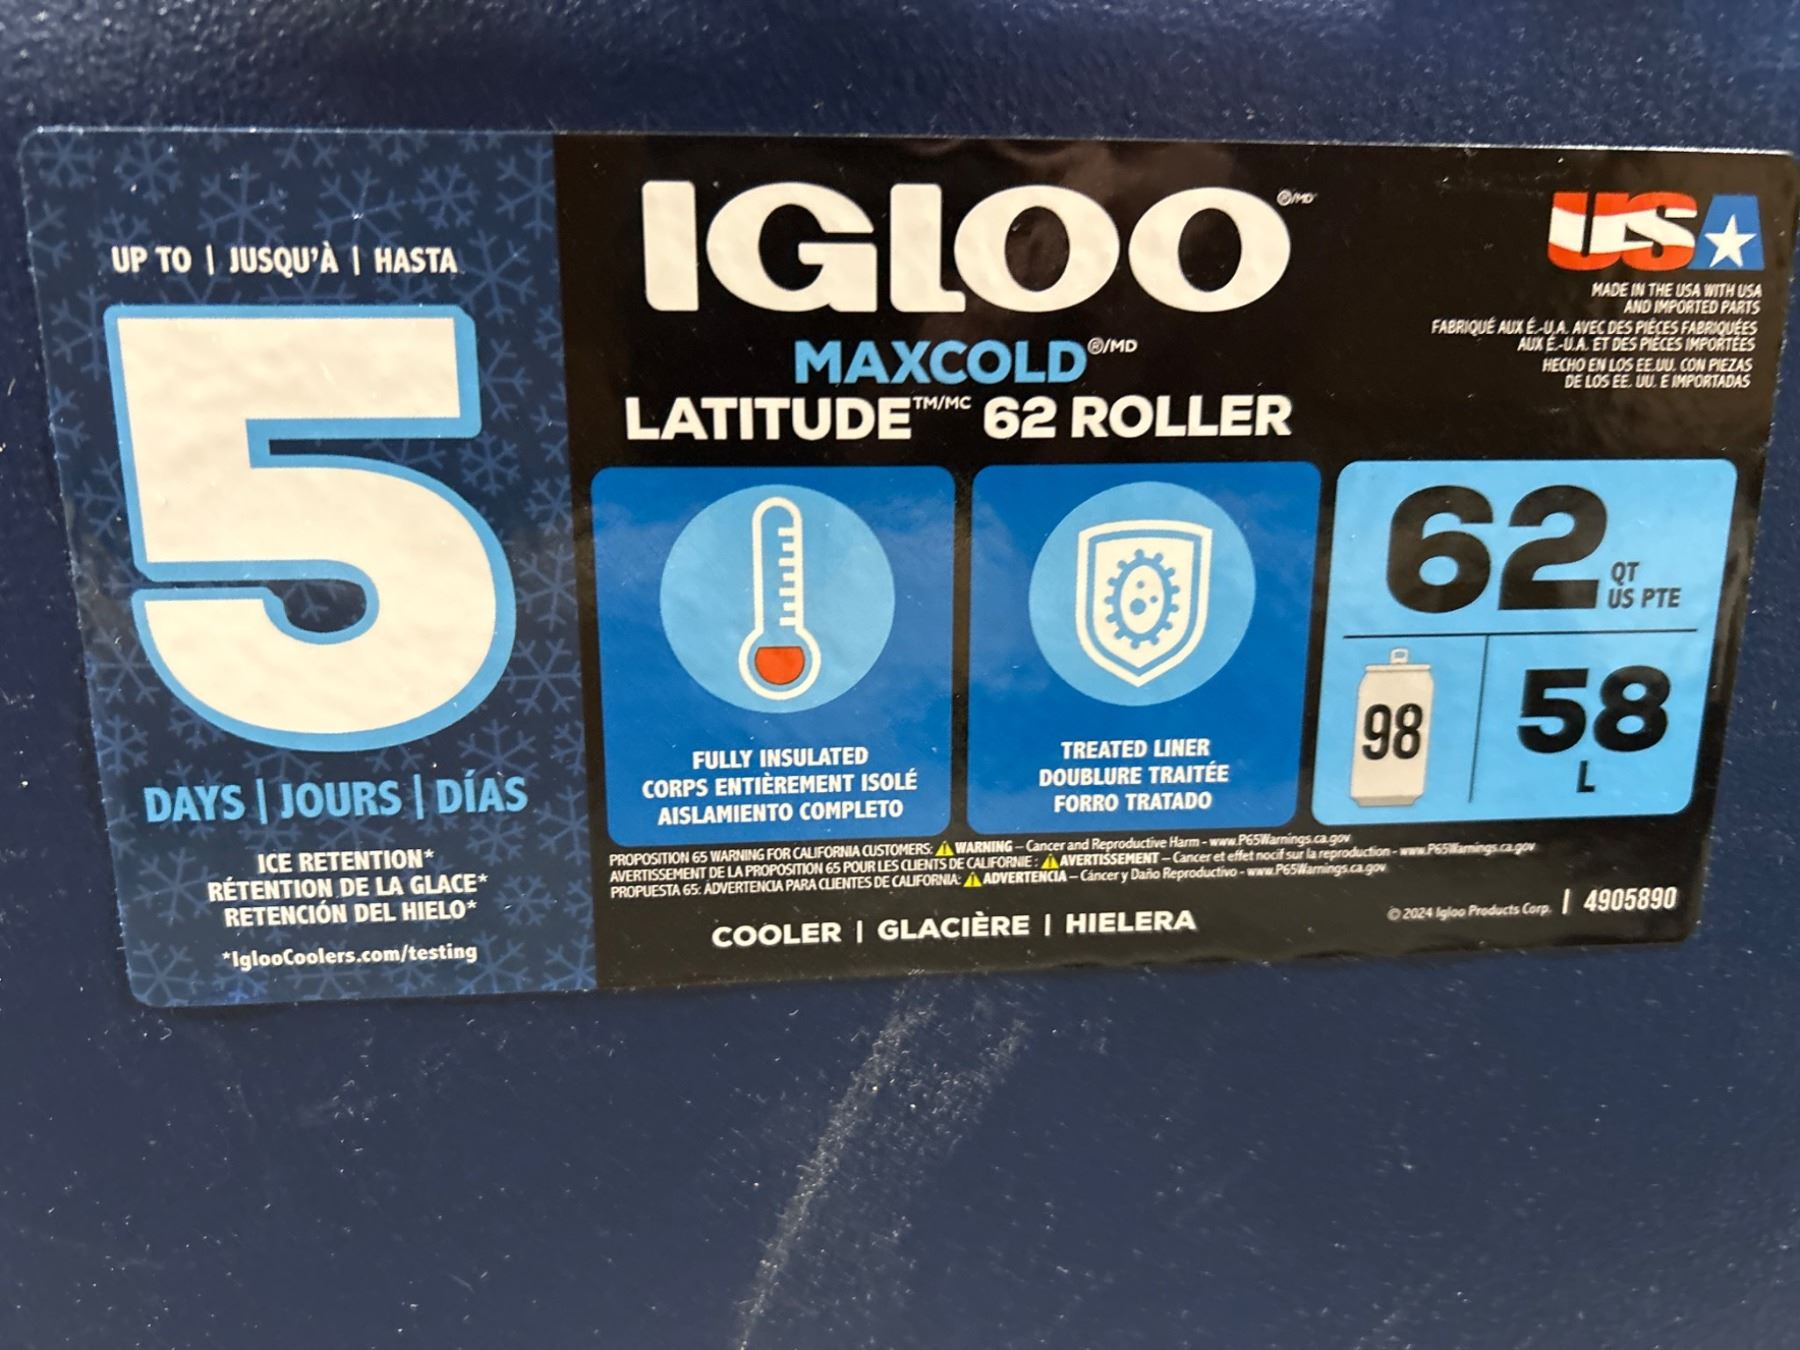 UP TO | JUSQU'À | HASTA
5
DAYS | JOURS | DÍAS
ICE RETENTION*
RÉTENTION DE LA GLACE*
RETENCIÓN DEL HIELO*
*IglooCoolers.com/testing
IGLOO®/MD
MAXCOLD®/MD
LATITUDE™/MC 62 ROLLER
USA
MADE IN THE USA WITH USA
AND IMPORTED PARTS
FABRIQUÉ AUX É.-U.A. AVEC DES PIÈCES FABRIQUÉES
AUX É.-U.A. ET DES PIÈCES IMPORTÉES
HECHO EN LOS EE.UU. CON PIEZAS
DE LOS EE. UU. E IMPORTADAS
FULLY INSULATED
CORPS ENTIÈREMENT ISOLÉ
AISLAMIENTO COMPLETO
TREATED LINER
DOUBLURE TRAITÉE
FORRO TRATADO
62 QT
US PTE
98
58
L
PROPOSITION 65 WARNING FOR CALIFORNIA CUSTOMERS: ⚠ WARNING – Cancer and Reproductive Harm - www.P65Warnings.ca.gov
AVERTISSEMENT DE LA PROPOSITION 65 POUR LES CLIENTS DE CALIFORNIE : ⚠ AVERTISSEMENT – Cancer et effet nocif sur la reproduction - www.P65Warnings.ca.gov
PROPUESTA 65: ADVERTENCIA PARA CLIENTES DE CALIFORNIA: ⚠ ADVERTENCIA – Cáncer y Daño Reproductivo - www.P65Warnings.ca.gov
COOLER | GLACIÈRE | HIELERA
© 2024 Igloo Products Corp. | 4905890